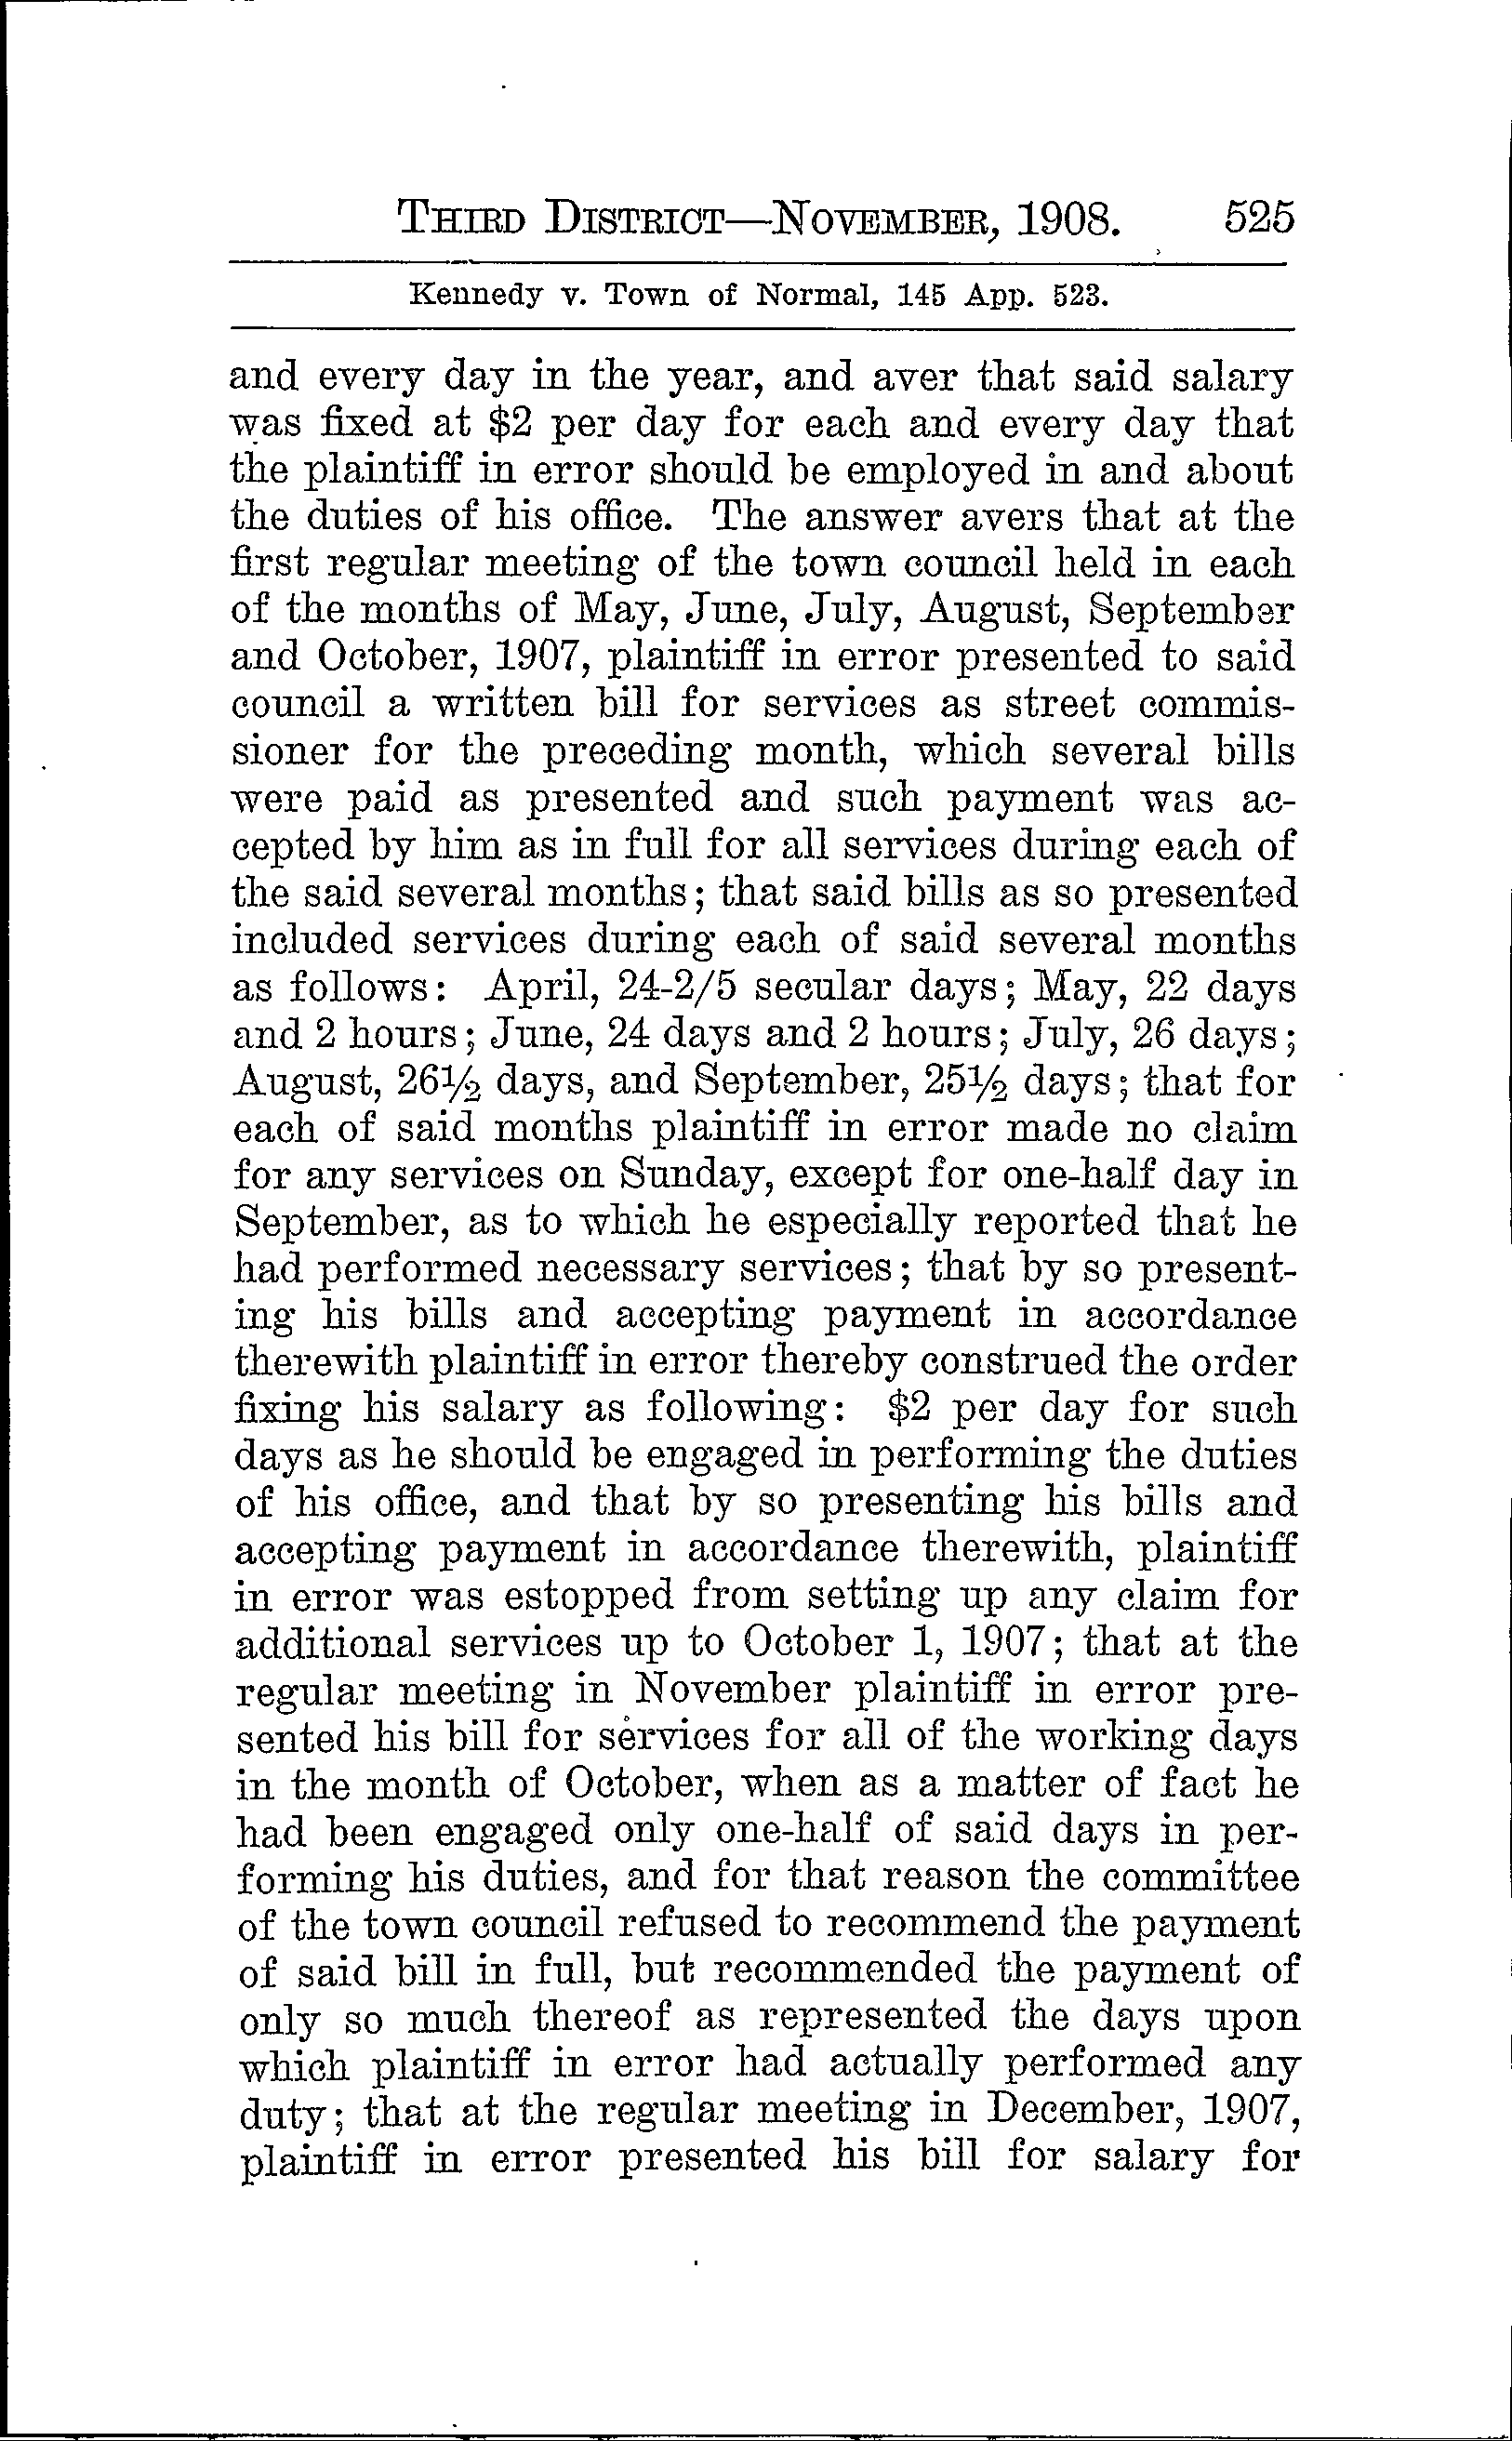 THIRD DISTRICT—NOVEMBER, 1908. 525
Kennedy v. Town of Normal, 145 App. 523.
and every day in the year, and aver that said salary
was fixed at $2 per day for each and every day that
the plaintiff in error should be employed in and about
the duties of his office. The answer avers that at the
first regular meeting of the town council held in each
of the months of May, June, July, August, September
and October, 1907, plaintiff in error presented to said
council a written bill for services as street commis-
sioner for the preceding month, which several bills
were paid as presented and such payment was ac-
cepted by him as in full for all services during each of
the said several months; that said bills as so presented
included services during each of said several months
as follows: April, 24-2/5 secular days; May, 22 days
and 2 hours; June, 24 days and 2 hours; July, 26 days;
August, 26½ days, and September, 25½ days; that for
each of said months plaintiff in error made no claim
for any services on Sunday, except for one-half day in
September, as to which he especially reported that he
had performed necessary services; that by so present-
ing his bills and accepting payment in accordance
therewith plaintiff in error thereby construed the order
fixing his salary as following: $2 per day for such
days as he should be engaged in performing the duties
of his office, and that by so presenting his bills and
accepting payment in accordance therewith, plaintiff
in error was estopped from setting up any claim for
additional services up to October 1, 1907; that at the
regular meeting in November plaintiff in error pre-
sented his bill for services for all of the working days
in the month of October, when as a matter of fact he
had been engaged only one-half of said days in per-
forming his duties, and for that reason the committee
of the town council refused to recommend the payment
of said bill in full, but recommended the payment of
only so much thereof as represented the days upon
which plaintiff in error had actually performed any
duty; that at the regular meeting in December, 1907,
plaintiff in error presented his bill for salary for